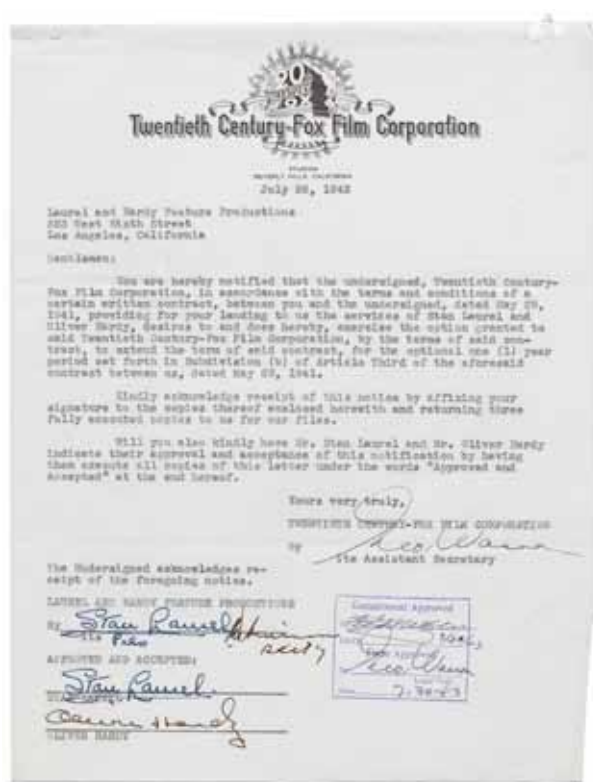 20
Twentieth Century-Fox Film Corporation
STUDIOS
BEVERLY HILLS, CALIFORNIA
Laurel and Hardy Feature Productions
Los Angeles, California
Gentlemen:
You are hereby notified that the undersigned, Twentieth Century-
Fox Film Corporation, in accordance with the terms and conditions of a
certain written contract, between you and the undersigned, dated May
1941, providing for your lending to us the services of Stan Laurel and
Oliver Hardy, desires to and does hereby, exercise the option granted to
said Twentieth Century-Fox Film Corporation, by the terms of said con-
tract, to extend the term of said contract, for the optional one (1) year
period set forth in Subdivision (b) of Article Third of the aforesaid
contract between us, dated May 1941.
Kindly acknowledge receipt of this notice by affixing your
signature to the copies thereof enclosed herewith and returning three
fully executed copies to us for our files.
Will you also kindly have Mr. Stan Laurel and Mr. Oliver Hardy
indicate their approval and acceptance of this notification by having
them execute all copies of this letter under the words "Approved and
Accepted" at the end hereof.
Yours very truly,
TWENTIETH CENTURY-FOX FILM CORPORATION
By
Its Assistant Secretary
The Undersigned acknowledges re-
ceipt of the foregoing notice.
LAUREL AND HARDY FEATURE PRODUCTIONS
By Stan Laurel
Its Pres
APPROVED AND ACCEPTED:
Stan Laurel
STAN LAUREL
Oliver Hardy
OLIVER HARDY
Approved